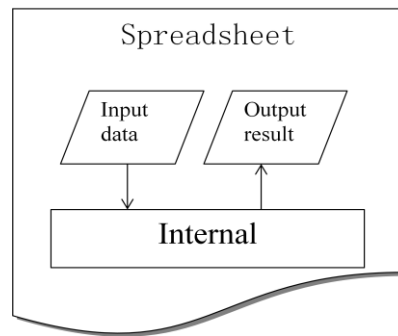 Spreadsheet
Input
data
Output
result
Internal